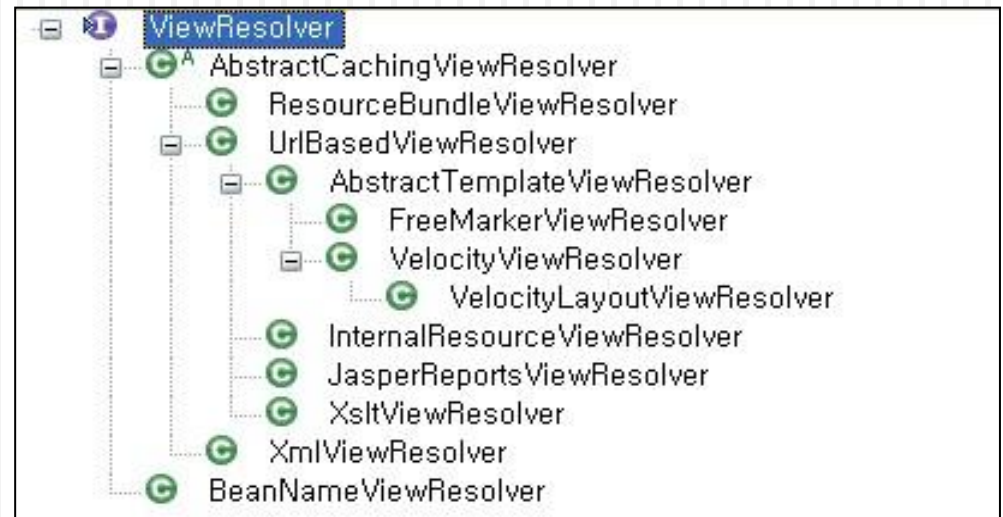 ViewResolver
AbstractCachingViewResolver
ResourceBundleViewResolver
UrlBasedViewResolver
AbstractTemplateViewResolver
FreeMarkerViewResolver
VelocityViewResolver
VelocityLayoutViewResolver
InternalResourceViewResolver
JasperReportsViewResolver
XsltViewResolver
XmlViewResolver
BeanNameViewResolver